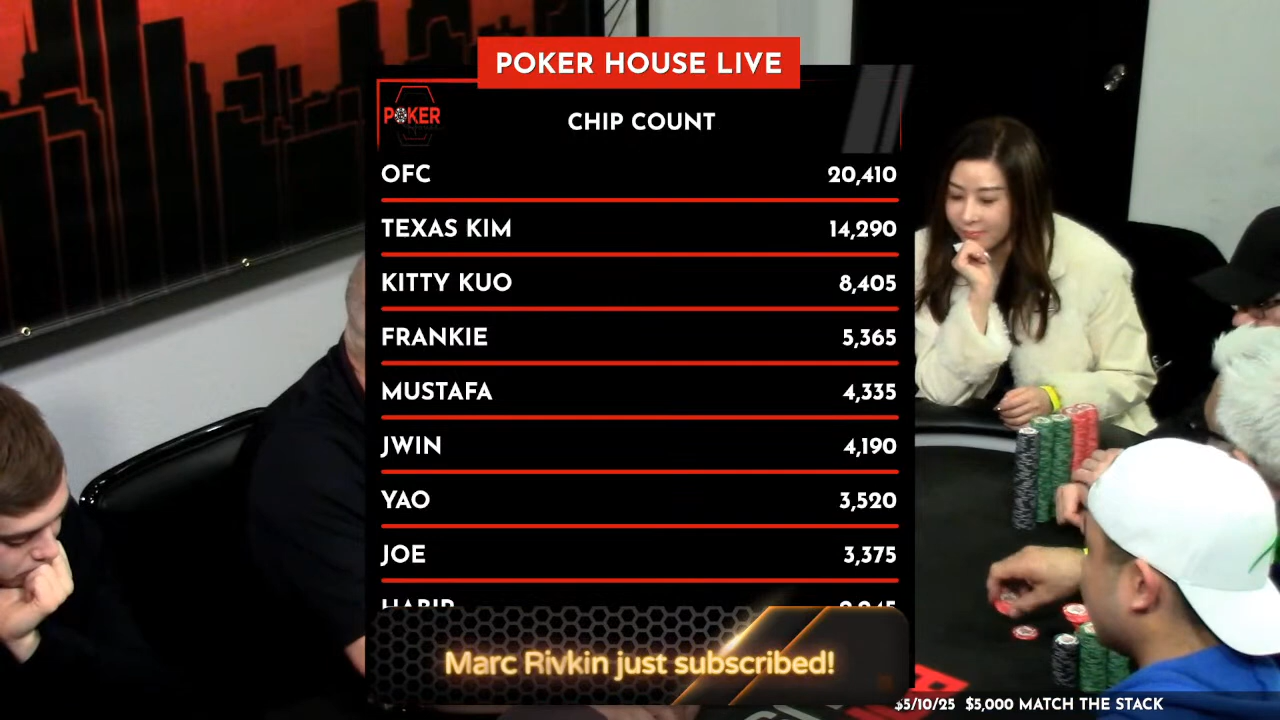 POKER HOUSE LIVE
POKER
CHIP COUNT
OFC 20,410
TEXAS KIM 14,290
KITTY KUO 8,405
FRANKIE 5,365
MUSTAFA 4,335
JWIN 4,190
YAO 3,520
JOE 3,375
Marc Rivkin just subscribed!
$5/10/25 $5,000 MATCH THE STACK